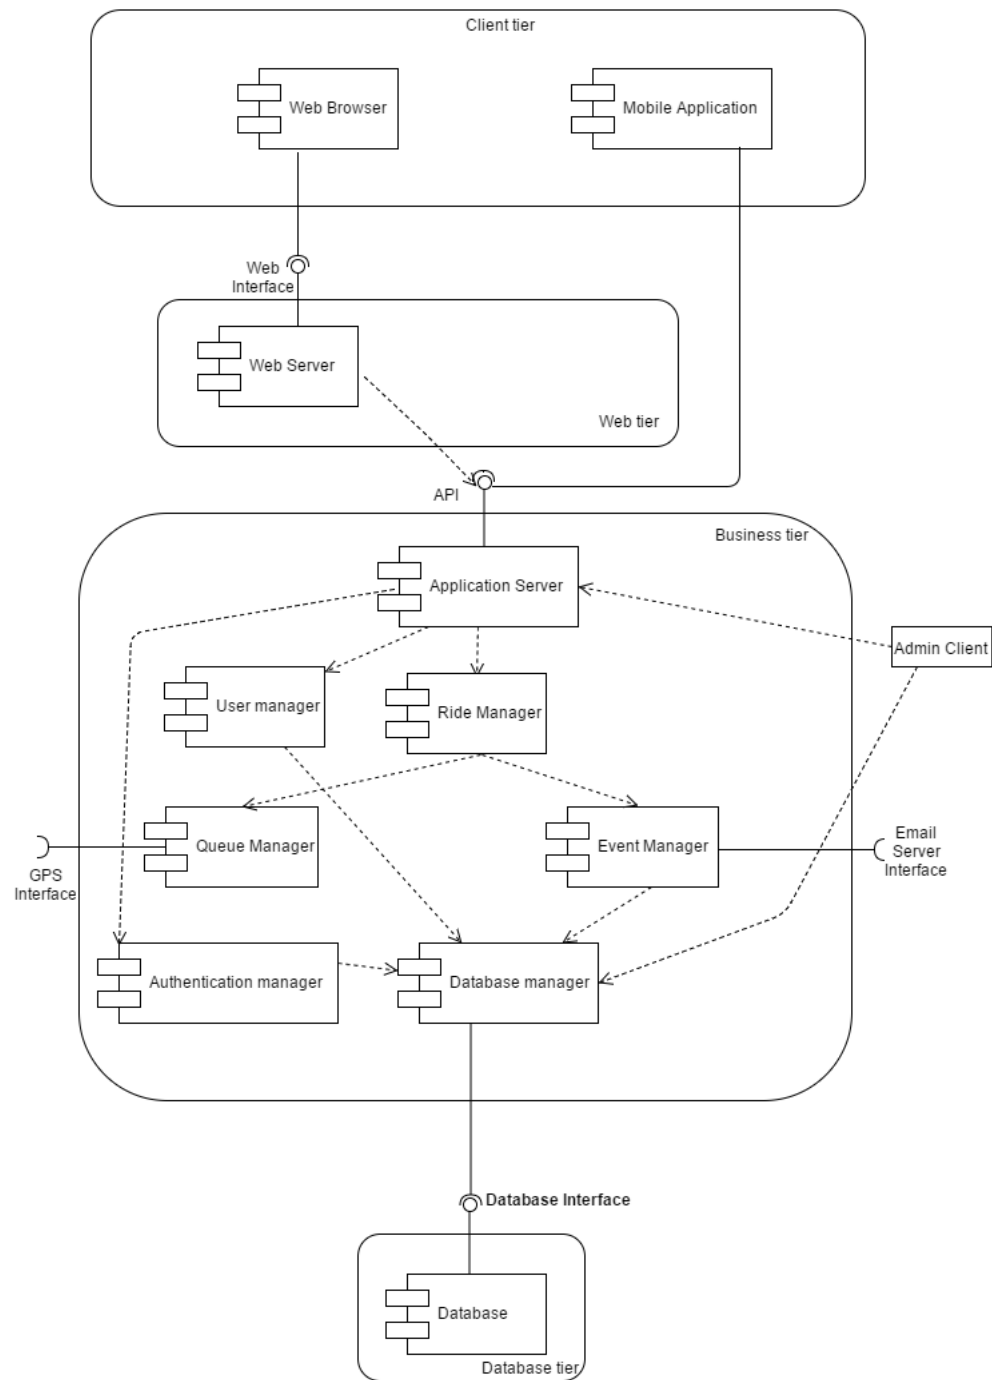 Client tier
Web Browser
Mobile Application
Web
Interface
Web Server
Web tier
API
Business tier
Application Server
Admin Client
User manager
Ride Manager
Queue Manager
Event Manager
Email
Server
Interface
GPS
Interface
Authentication manager
Database manager
Database Interface
Database
Database tier